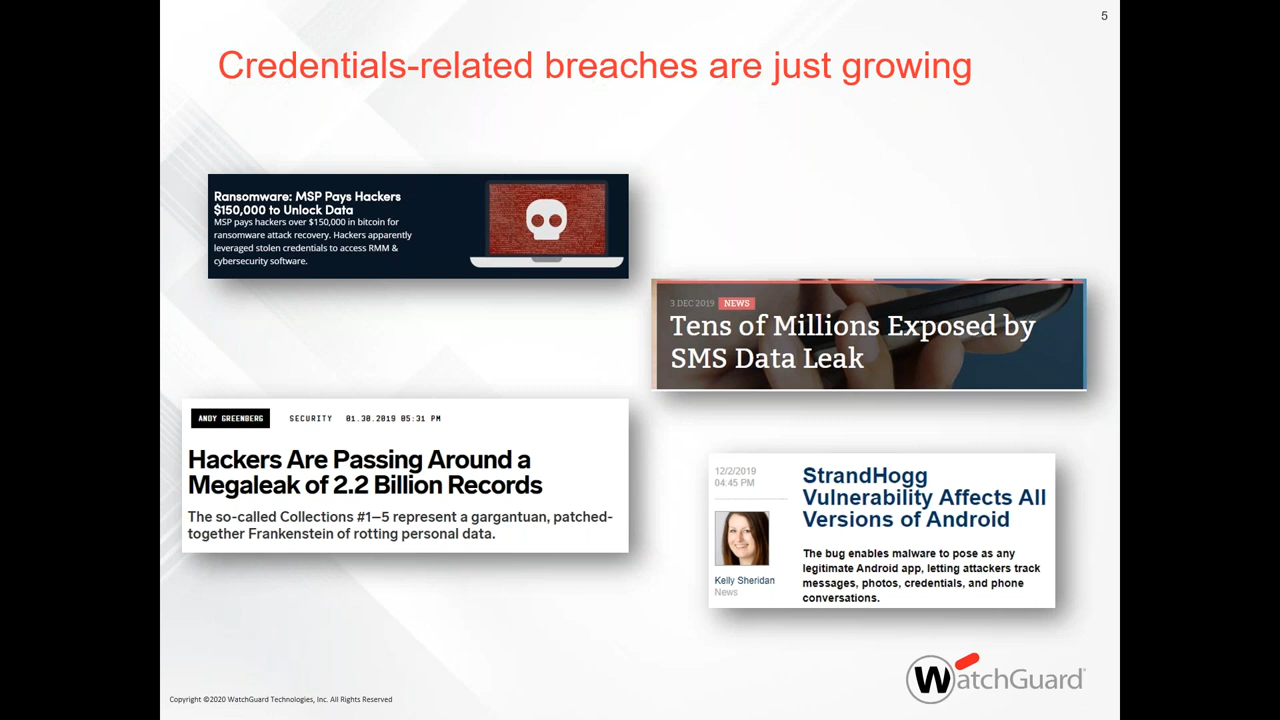 5
Credentials-related breaches are just growing
Ransomware: MSP Pays Hackers
$150,000 to Unlock Data
MSP pays hackers over $150,000 in bitcoin for
ransomware attack recovery. Hackers apparently
leveraged stolen credentials to access RMM &
cybersecurity software.
3 DEC 2019 NEWS
Tens of Millions Exposed by
SMS Data Leak
ANDY GREENBERG SECURITY 01.30.2019 05:31 PM
Hackers Are Passing Around a
Megaleak of 2.2 Billion Records
The so-called Collections #1–5 represent a gargantuan, patched-
together Frankenstein of rotting personal data.
12/2/2019
04:45 PM
Kelly Sheridan
News
StrandHogg
Vulnerability Affects All
Versions of Android
The bug enables malware to pose as any
legitimate Android app, letting attackers track
messages, photos, credentials, and phone
conversations.
WatchGuard
Copyright ©2020 WatchGuard Technologies, Inc. All Rights Reserved